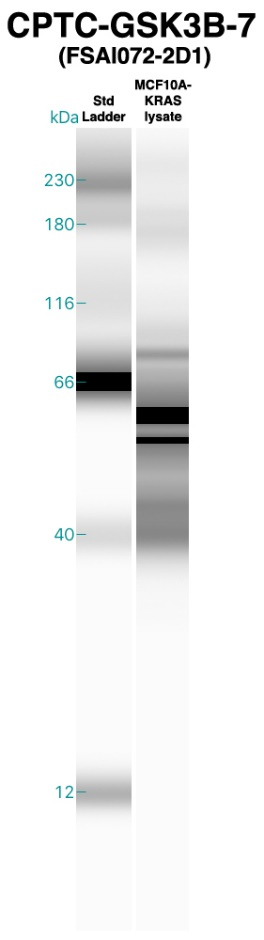 CPTC-GSK3B-7
(FSAI072-2D1)
kDa
Std
Ladder
MCF10A-
KRAS
lysate
230
180
116
66
40
12